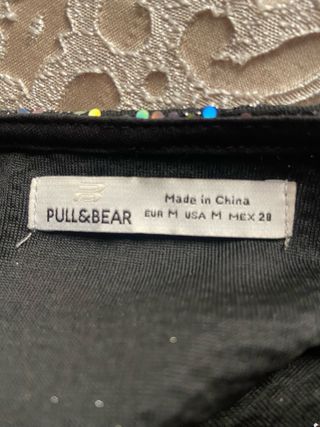 Made in China
PULL&BEAR
EUR M USA M MEX 28